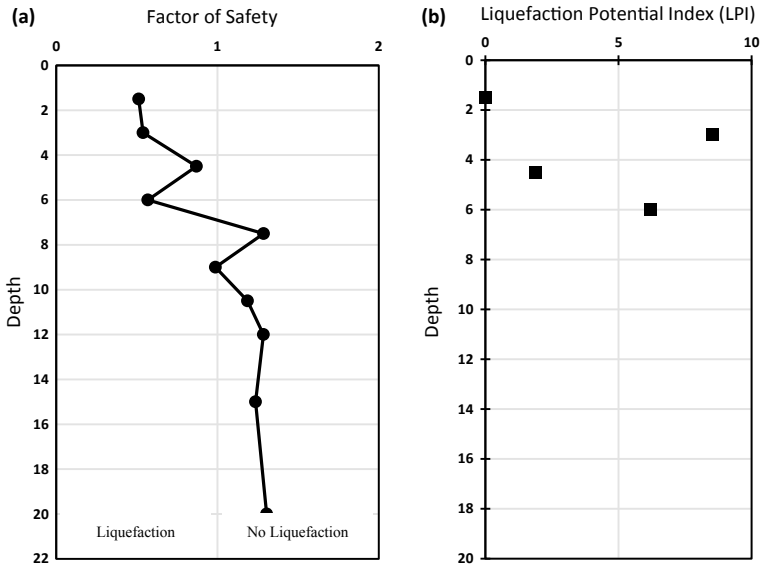 (a)
Factor of Safety
0 1 2
0
2
4
6
8
10
12
14
16
18
20
22
Depth
Liquefaction No Liquefaction
(b)
Liquefaction Potential Index (LPI)
0 5 10
0
2
4
6
8
10
12
14
16
18
20
Depth